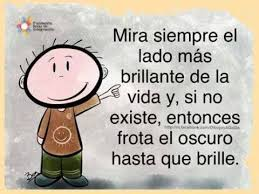 Mira siempre el
lado más
brillante de la
vida y, si no
existe, entonces
frota el oscuro
hasta que brille.